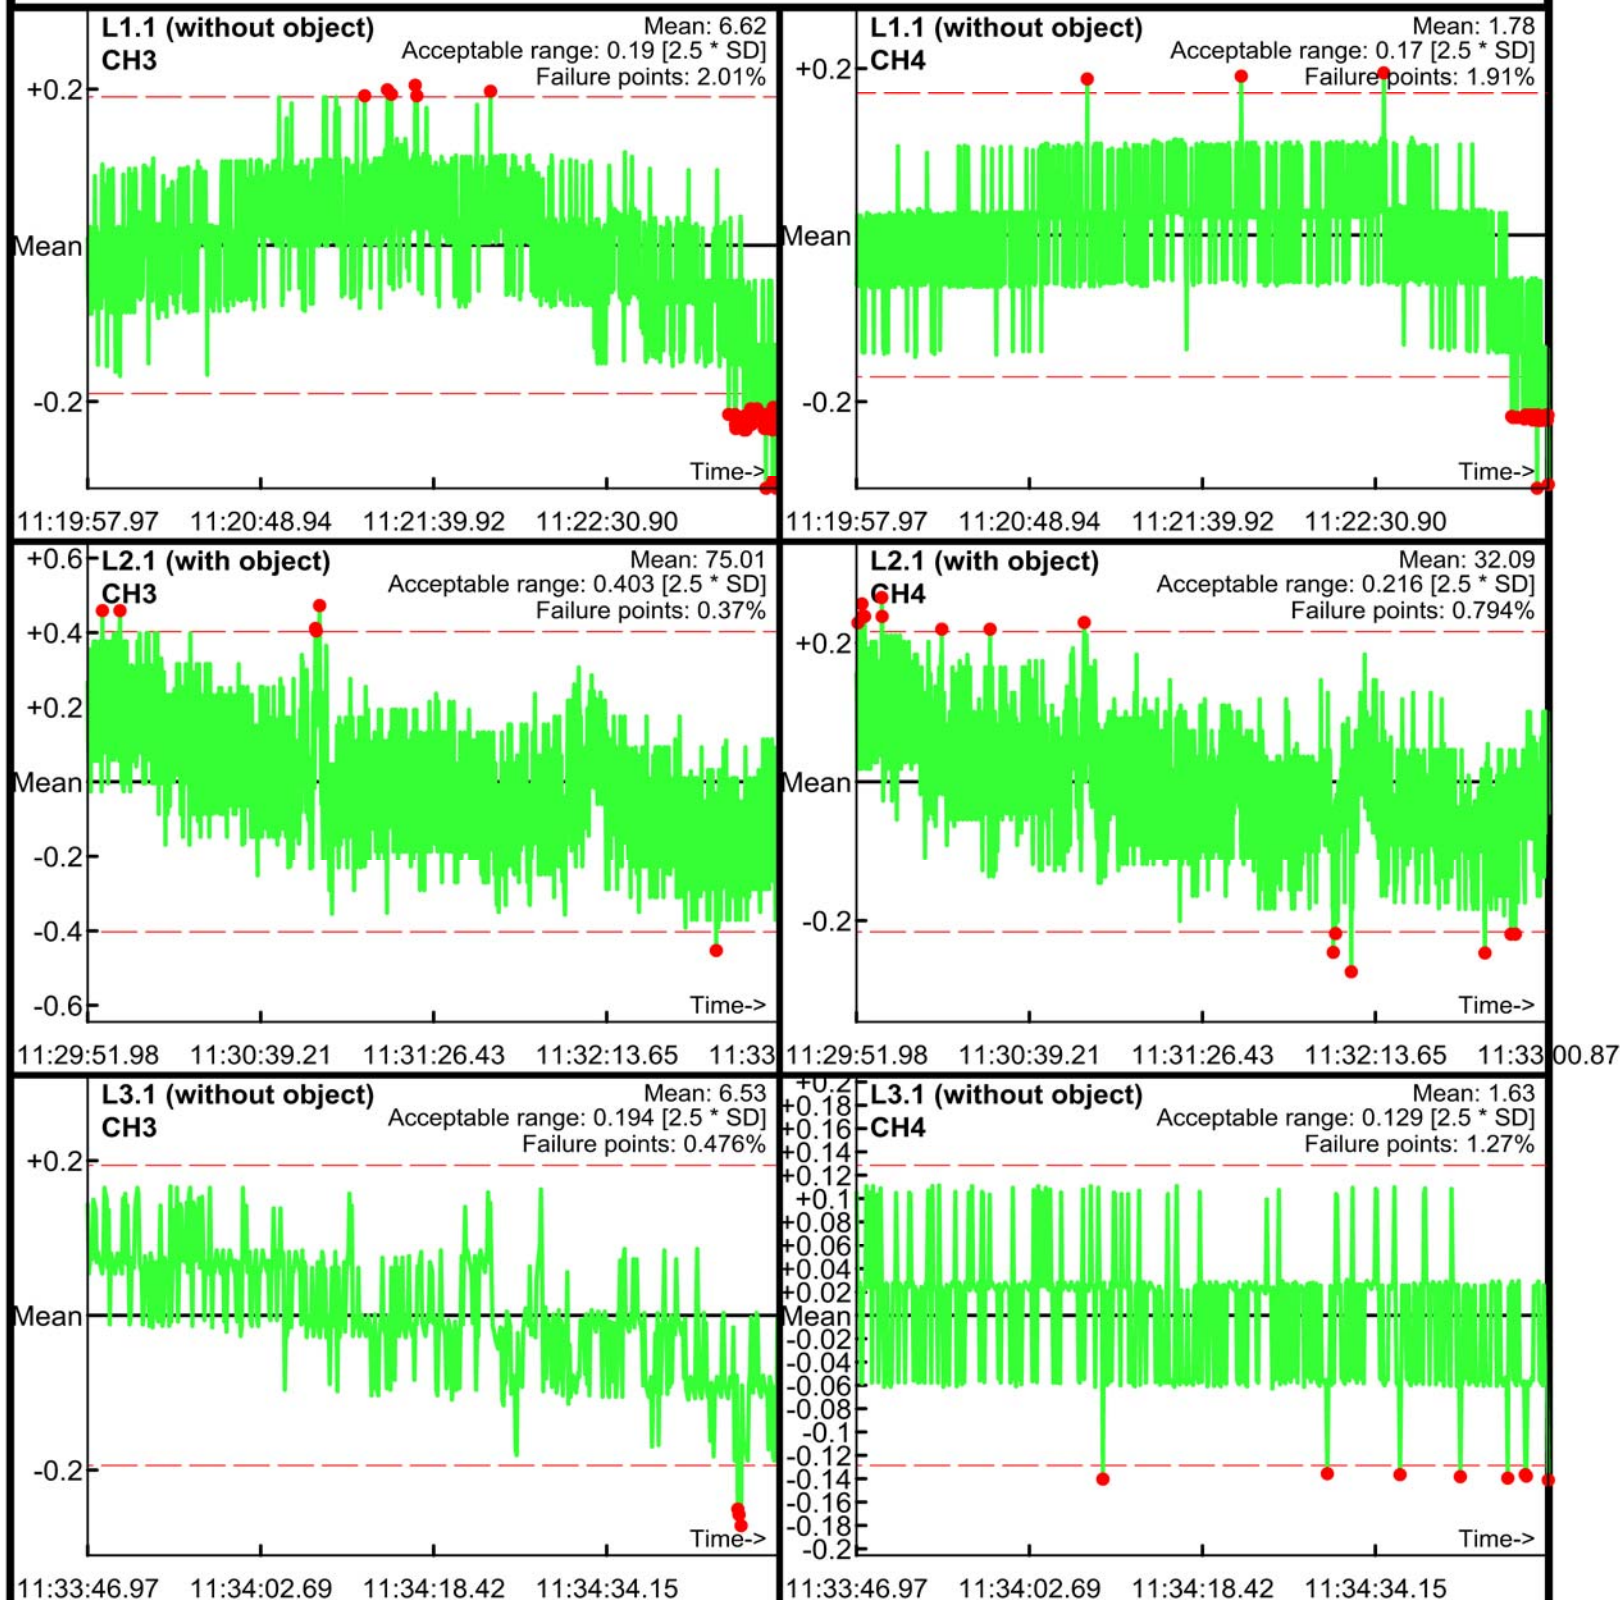 L1.1 (without object)
CH3
Mean: 6.62
Acceptable range: 0.19 [2.5 * SD]
Failure points: 2.01%
+0.2
Mean
-0.2
Time->
11:19:57.97 11:20:48.94 11:21:39.92 11:22:30.90
L1.1 (without object)
CH4
Mean: 1.78
Acceptable range: 0.17 [2.5 * SD]
Failure points: 1.91%
+0.2
Mean
-0.2
Time->
11:19:57.97 11:20:48.94 11:21:39.92 11:22:30.90
L2.1 (with object)
CH3
Mean: 75.01
Acceptable range: 0.403 [2.5 * SD]
Failure points: 0.37%
+0.6
+0.4
+0.2
Mean
-0.2
-0.4
-0.6
Time->
11:29:51.98 11:30:39.21 11:31:26.43 11:32:13.65 11:33
L2.1 (with object)
CH4
Mean: 32.09
Acceptable range: 0.216 [2.5 * SD]
Failure points: 0.794%
+0.2
Mean
-0.2
Time->
11:29:51.98 11:30:39.21 11:31:26.43 11:32:13.65 11:33:00.87
L3.1 (without object)
CH3
Mean: 6.53
Acceptable range: 0.194 [2.5 * SD]
Failure points: 0.476%
+0.2
Mean
-0.2
Time->
11:33:46.97 11:34:02.69 11:34:18.42 11:34:34.15
L3.1 (without object)
CH4
Mean: 1.63
Acceptable range: 0.129 [2.5 * SD]
Failure points: 1.27%
+0.2
+0.18
+0.16
+0.14
+0.12
+0.1
+0.08
+0.06
+0.04
+0.02
Mean
-0.02
-0.04
-0.06
-0.08
-0.1
-0.12
-0.14
-0.16
-0.18
-0.2
Time->
11:33:46.97 11:34:02.69 11:34:18.42 11:34:34.15